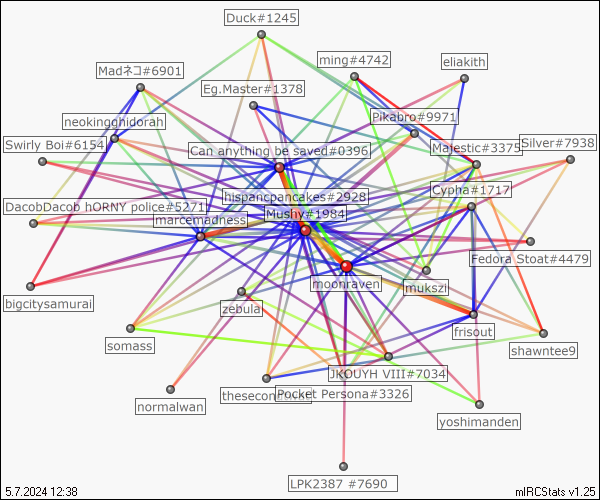 Duck#1245
ming#4742
eliakith
Madネコ#6901
Eg.Master#1378
neokingghidorah
Pikabro#9971
Swirly Boi#6154
Can anything be saved#0396
Majestic#3375
Silver#7938
hispancpancakes#2928
Cypha#1717
DacobDacob hORNY police#5271
Mushy#1984
marcemadness
Fedora Stoat#4479
moonraven
mukszi
bigcitysamurai
zebula
somass
frisout
shawntee9
JKOUYH VIII#7034
Pocket Persona#3326
normalwan
yoshimanden
LPK2387 #7690
5.7.2024 12:38
mIRCStats v1.25